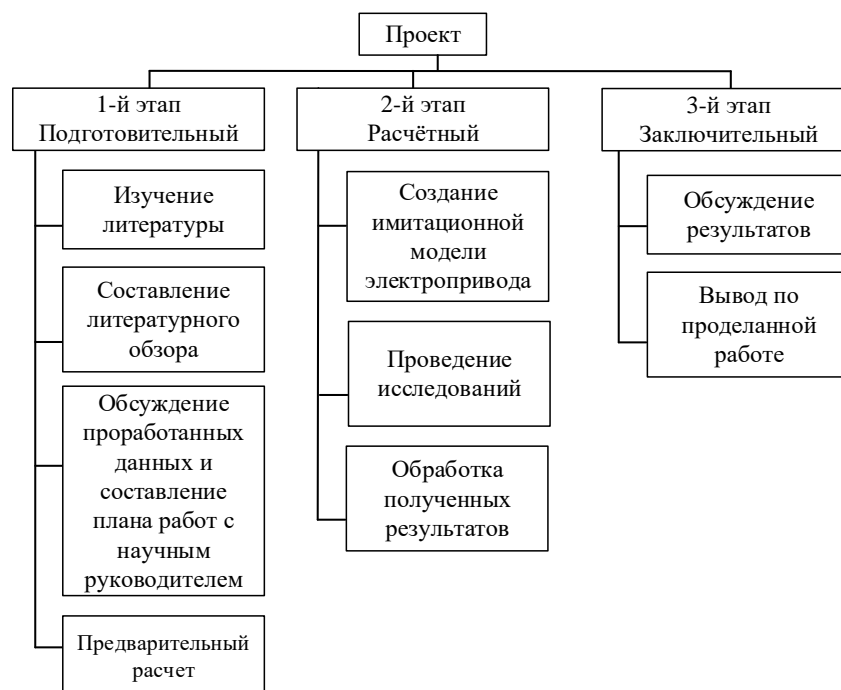 Проект
1-й этап
Подготовительный
Изучение
литературы
Составление
литературного
обзора
Обсуждение
проработанных
данных и
составление
плана работ с
научным
руководителем
Предварительный
расчет
2-й этап
Расчётный
Создание
имитационной
модели
электропривода
Проведение
исследований
Обработка
полученных
результатов
3-й этап
Заключительный
Обсуждение
результатов
Вывод по
проделанной
работе